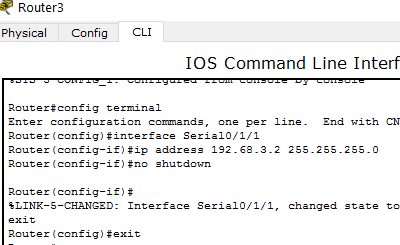 Router3
Physical Config CLI
IOS Command Line Interf
%SYS-5-CONFIG_I: Configured from console by console
Router#config terminal
Enter configuration commands, one per line. End with CN
Router(config)#interface Serial0/1/1
Router(config-if)#ip address 192.68.3.2 255.255.255.0
Router(config-if)#no shutdown
Router(config-if)#
%LINK-5-CHANGED: Interface Serial0/1/1, changed state to
exit
Router(config)#exit